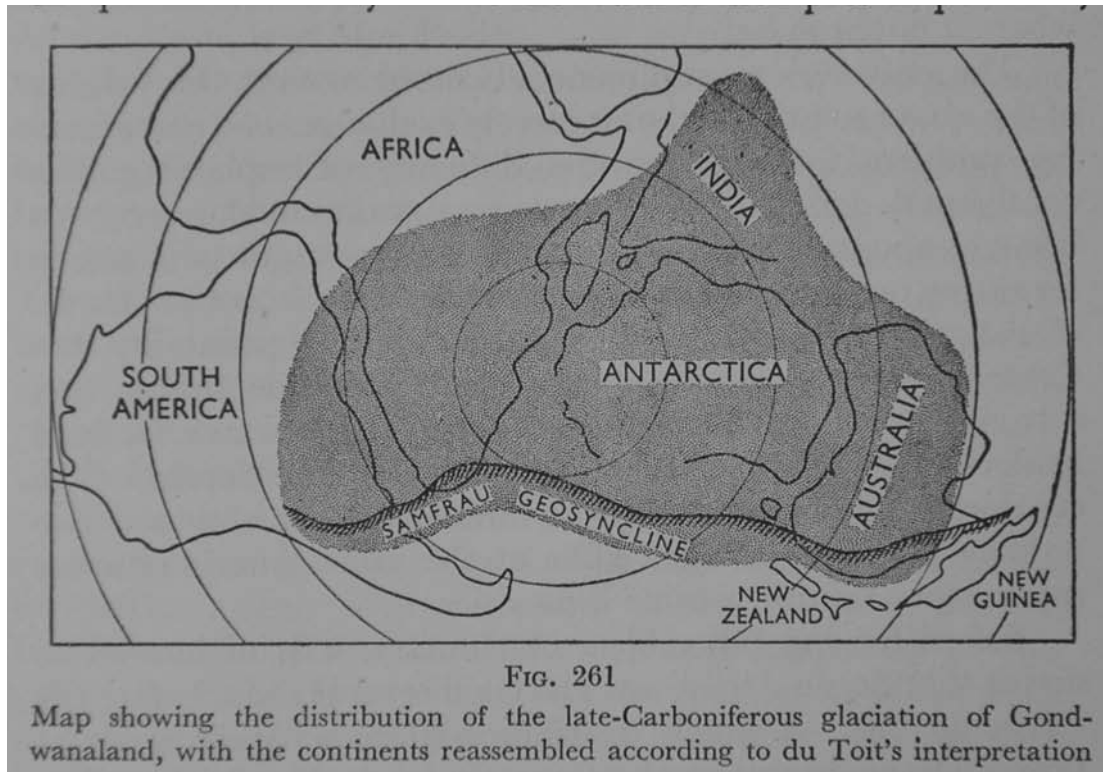 AFRICA
INDIA
SOUTH
AMERICA
ANTARCTICA
AUSTRALIA
SAMFRAU GEOSYNCLINE
NEW
ZEALAND
NEW
GUINEA
FIG. 261
Map showing the distribution of the late-Carboniferous glaciation of Gond-
wanaland, with the continents reassembled according to du Toit's interpretation